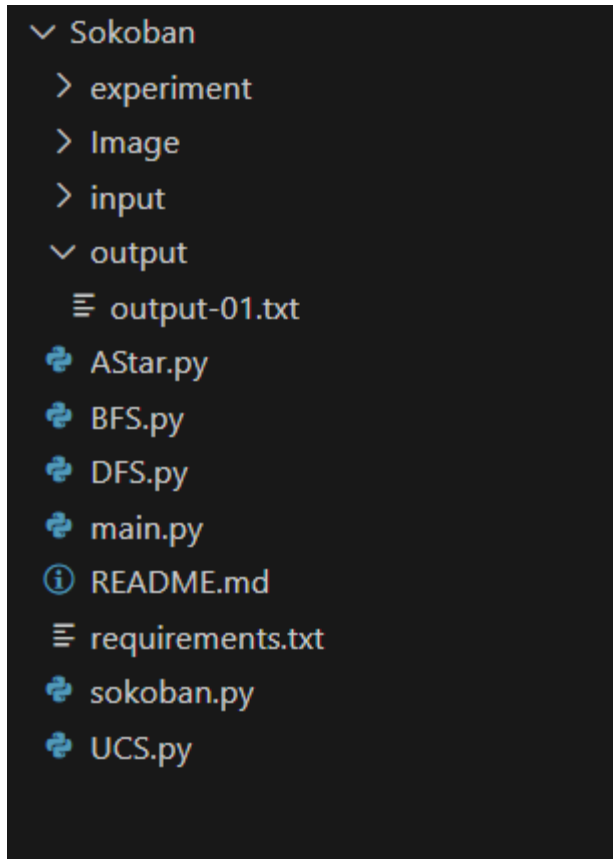 Sokoban
experiment
Image
input
output
output-01.txt
AStar.py
BFS.py
DFS.py
main.py
README.md
requirements.txt
sokoban.py
UCS.py